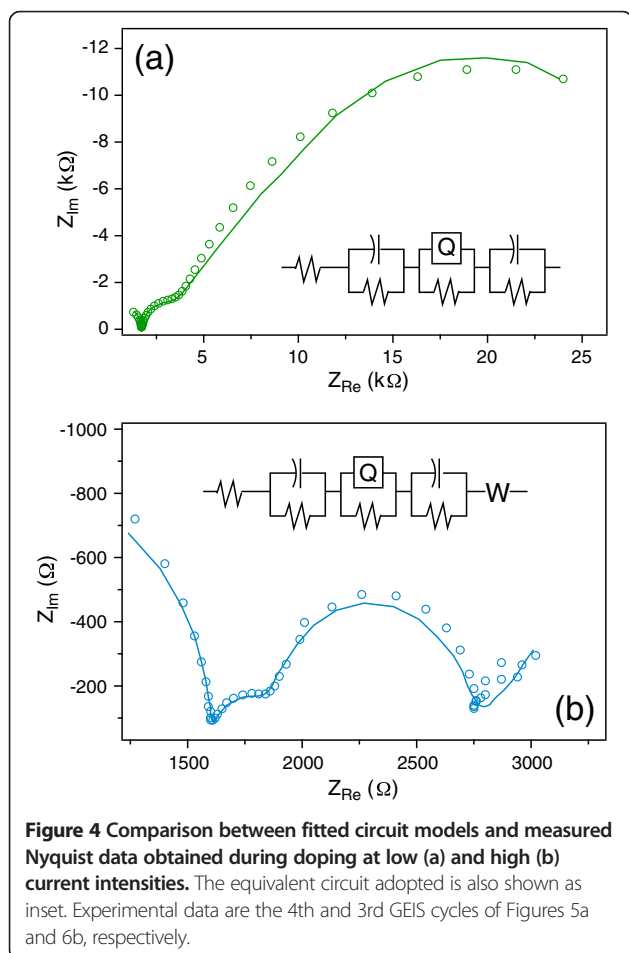 -12
(a)
-10
-8
-6
-4
-2
0
Z_Im (kΩ)
Q
5
10
15
20
25
Z_Re (kΩ)
-1000
-800
-600
-400
-200
Z_Im (Ω)
Q
W
(b)
1500
2000
2500
3000
Z_Re (Ω)
Figure 4 Comparison between fitted circuit models and measured
Nyquist data obtained during doping at low (a) and high (b)
current intensities. The equivalent circuit adopted is also shown as
inset. Experimental data are the 4th and 3rd GEIS cycles of Figures 5a
and 6b, respectively.